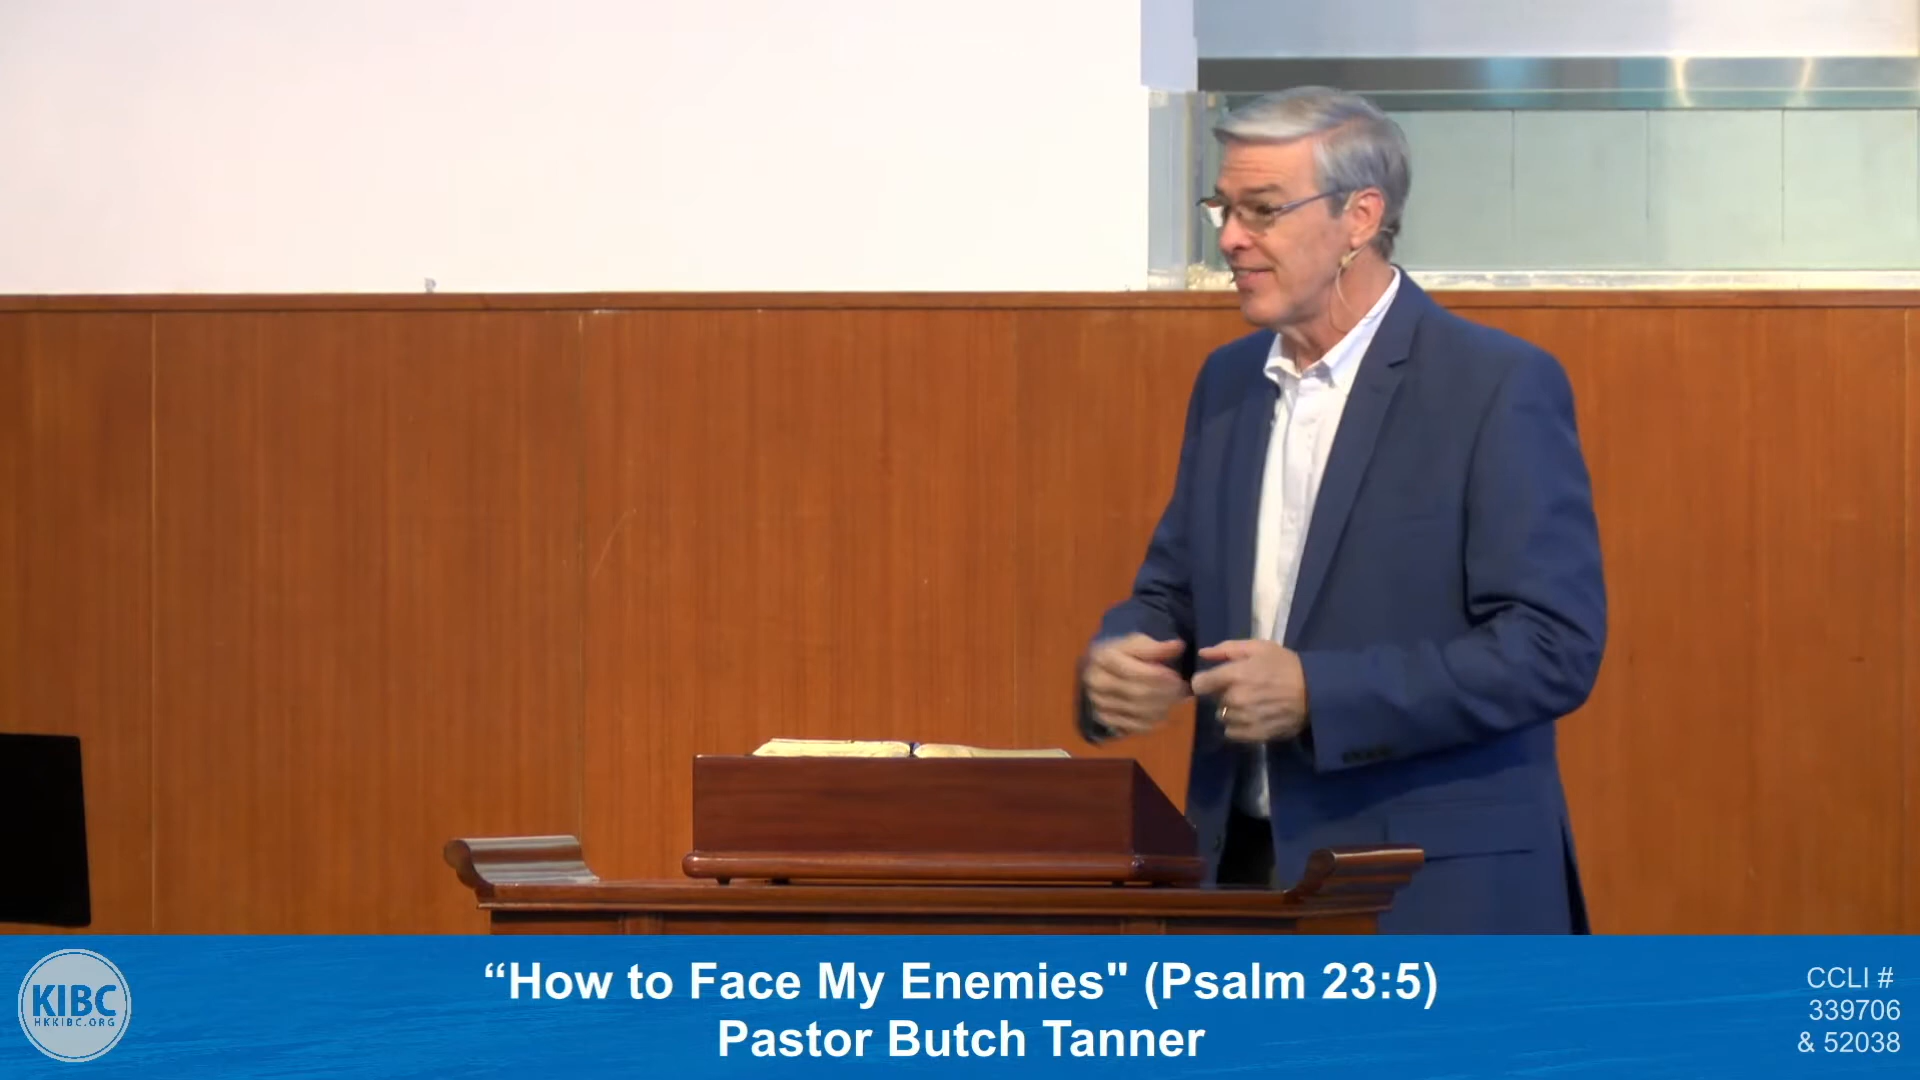 “How to Face My Enemies" (Psalm 23:5)
Pastor Butch Tanner
KIBC
HKKIBC.ORG
CCLI #
339706
& 52038